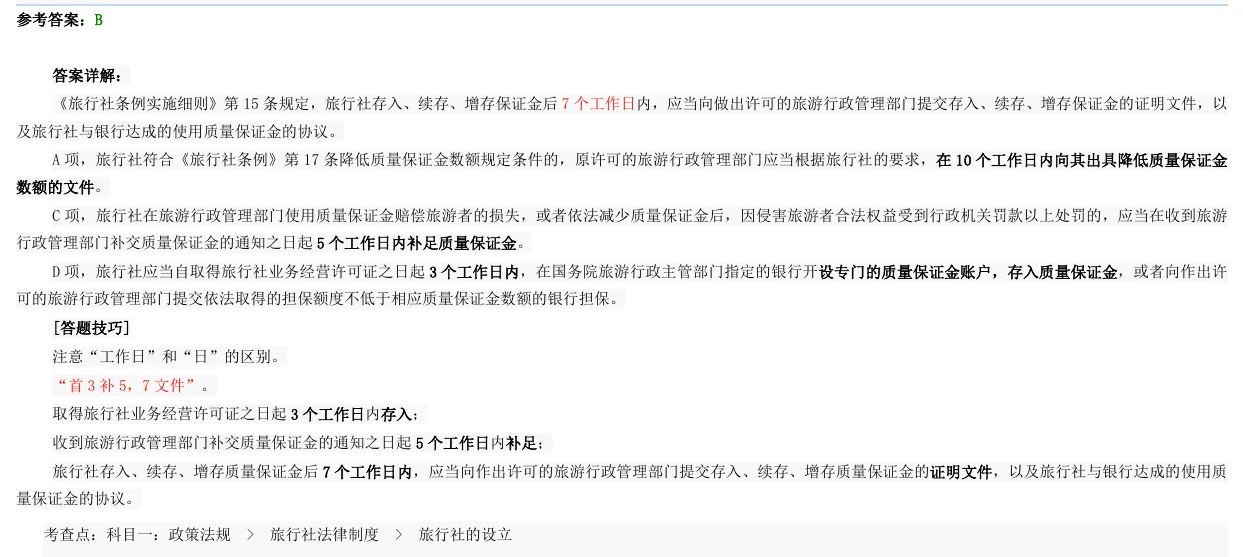 参考答案：B
答案详解：
《旅行社条例实施细则》第 15 条规定，旅行社存入、续存、增存保证金后 7 个工作日内，应当向做出许可的旅游行政管理部门提交存入、续存、增存保证金的证明文件，以
及旅行社与银行达成的使用质量保证金的协议。
A 项，旅行社符合《旅行社条例》第 17 条降低质量保证金数额规定条件的，原许可的旅游行政管理部门应当根据旅行社的要求，在 10 个工作日内向其出具降低质量保证金
数额的文件。
C 项，旅行社在旅游行政管理部门使用质量保证金赔偿旅游者的损失，或者依法减少质量保证金后，因侵害旅游者合法权益受到行政机关罚款以上处罚的，应当在收到旅游
行政管理部门补交质量保证金的通知之日起 5 个工作日内补足质量保证金。
D 项，旅行社应当自取得旅行社业务经营许可证之日起 3 个工作日内，在国务院旅游行政主管部门指定的银行开设专门的质量保证金账户，存入质量保证金，或者向作出许
可的旅游行政管理部门提交依法取得的担保额度不低于相应质量保证金数额的银行担保。
[答题技巧]
注意“工作日”和“日”的区别。
“首 3 补 5，7 文件”。
取得旅行社业务经营许可证之日起 3 个工作日内存入；
收到旅游行政管理部门补交质量保证金的通知之日起 5 个工作日内补足；
旅行社存入、续存、增存质量保证金后 7 个工作日内，应当向作出许可的旅游行政管理部门提交存入、续存、增存质量保证金的证明文件，以及旅行社与银行达成的使用质
量保证金的协议。
考查点：科目一：政策法规 > 旅行社法律制度 > 旅行社的设立